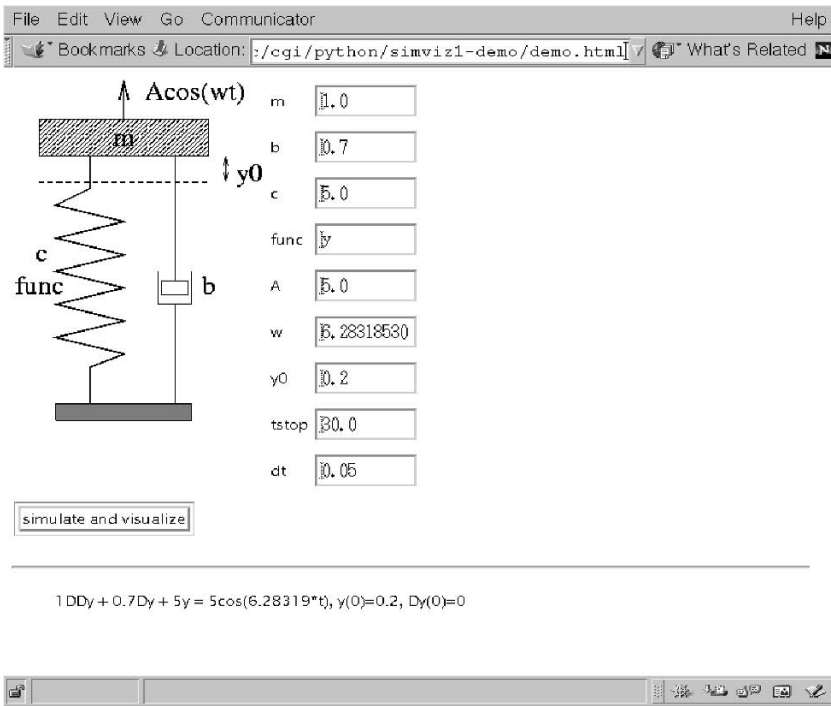 File Edit View Go Communicator Help
Bookmarks Location: :/cgi/python/simviz1-demo/demo.html What's Related N
Acos(wt)
m
y0
c
func
b
m 1.0
b 0.7
c 5.0
func y
A 5.0
w 6.28318530
y0 0.2
tstop 30.0
dt 0.05
simulate and visualize
1DDy + 0.7Dy + 5y = 5cos(6.28319*t), y(0)=0.2, Dy(0)=0